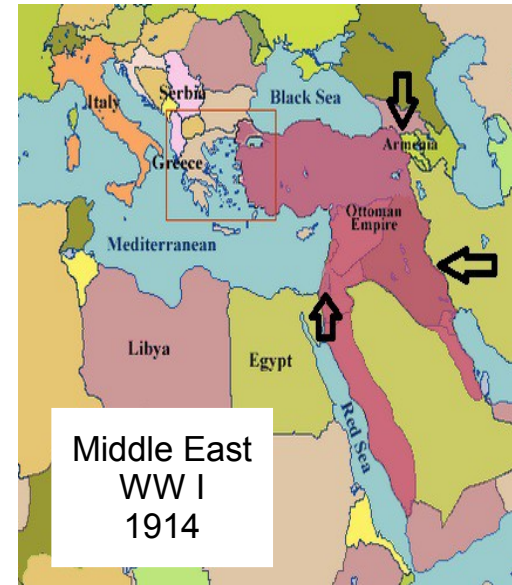 Italy
Serbia
Black Sea
Armenia
Greece
Ottoman
Empire
Mediterranean
Libya
Egypt
Red Sea
Middle East
WW I
1914